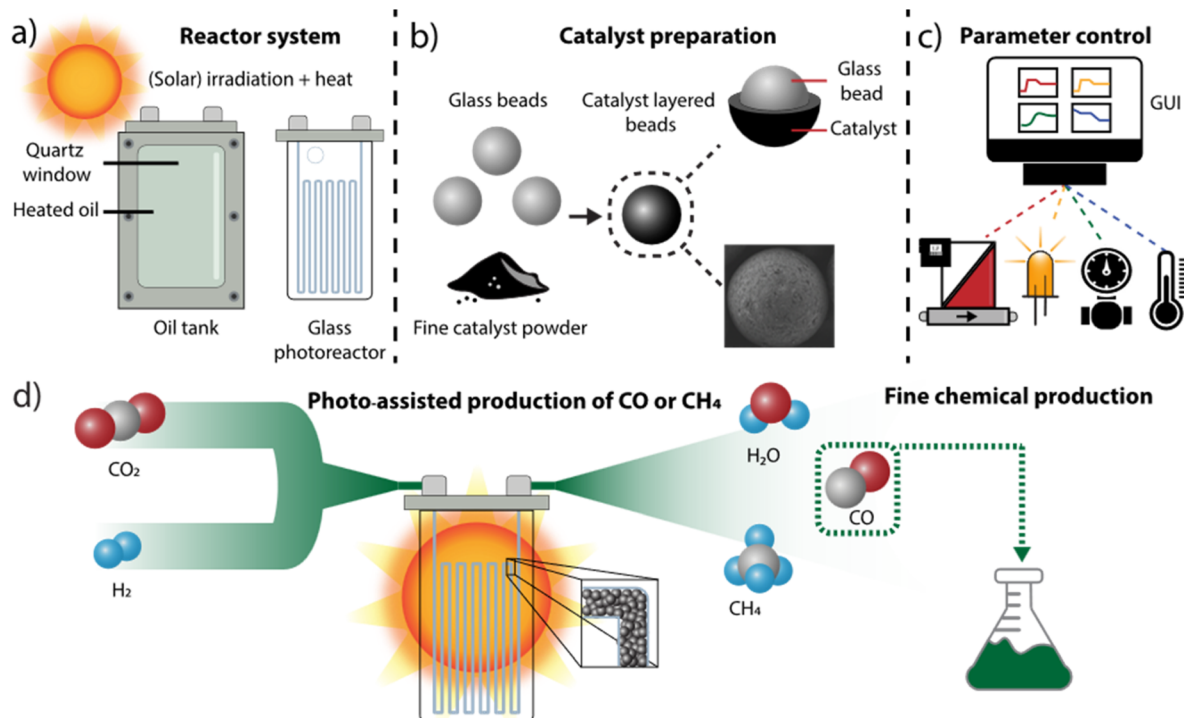 a)
Reactor system
(Solar) irradiation + heat
Quartz
window
Heated oil
Oil tank
Glass
photoreactor
b)
Catalyst preparation
Glass beads
Catalyst layered
beads
Glass
bead
Catalyst
Fine catalyst powder
c)
Parameter control
GUI
d)
Photo-assisted production of CO or CH₄
Fine chemical production
CO₂
H₂
H₂O
CO
CH₄